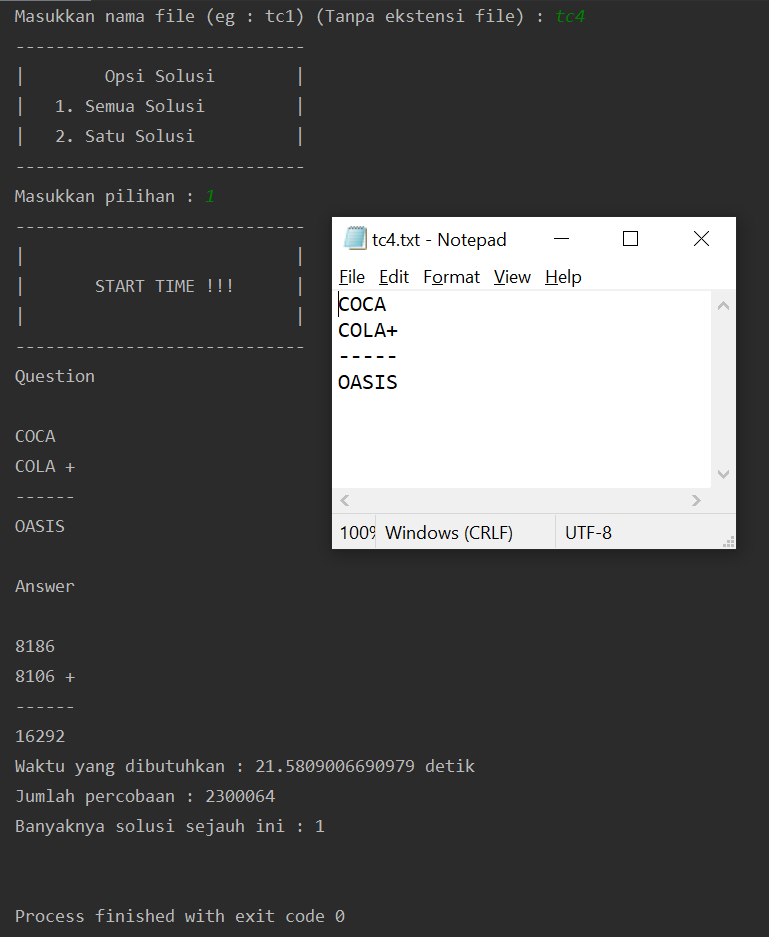 Masukkan nama file (eg : tc1) (Tanpa ekstensi file) : tc4
-----------------------------
|        Opsi Solusi        |
|   1. Semua Solusi         |
|   2. Satu Solusi          |
-----------------------------
Masukkan pilihan : 1
-----------------------------
|                           |
|       START TIME !!!      |
|                           |
-----------------------------
Question
COCA
COLA +
------
OASIS
Answer
8186
8106 +
------
16292
Waktu yang dibutuhkan : 21.5809006690979 detik
Jumlah percobaan : 2300064
Banyaknya solusi sejauh ini : 1
Process finished with exit code 0
tc4.txt - Notepad
File Edit Format View Help
COCA
COLA+
-----
OASIS
100% Windows (CRLF) UTF-8